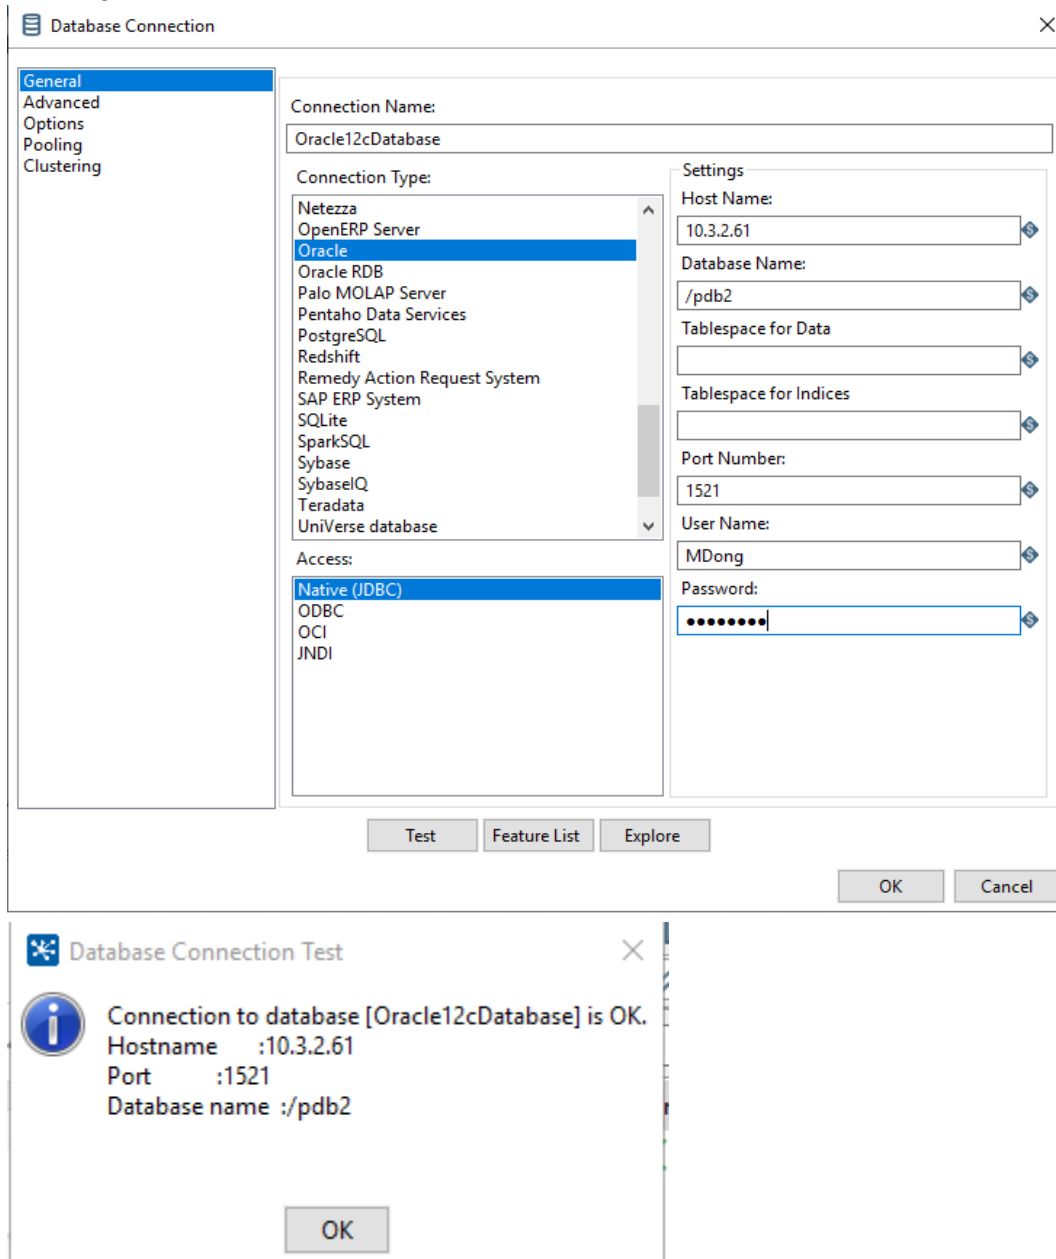 Database Connection
General
Advanced
Options
Pooling
Clustering
Connection Name:
Oracle12cDatabase
Connection Type:
Netezza
OpenERP Server
Oracle
Oracle RDB
Palo MOLAP Server
Pentaho Data Services
PostgreSQL
Redshift
Remedy Action Request System
SAP ERP System
SQLite
SparkSQL
Sybase
SybaseIQ
Teradata
UniVerse database
Access:
Native (JDBC)
ODBC
OCI
JNDI
Settings
Host Name:
10.3.2.61
Database Name:
/pdb2
Tablespace for Data
Tablespace for Indices
Port Number:
1521
User Name:
MDong
Password:
••••••••
Test
Feature List
Explore
OK
Cancel
Database Connection Test
Connection to database [Oracle12cDatabase] is OK.
Hostname :10.3.2.61
Port :1521
Database name :/pdb2
OK